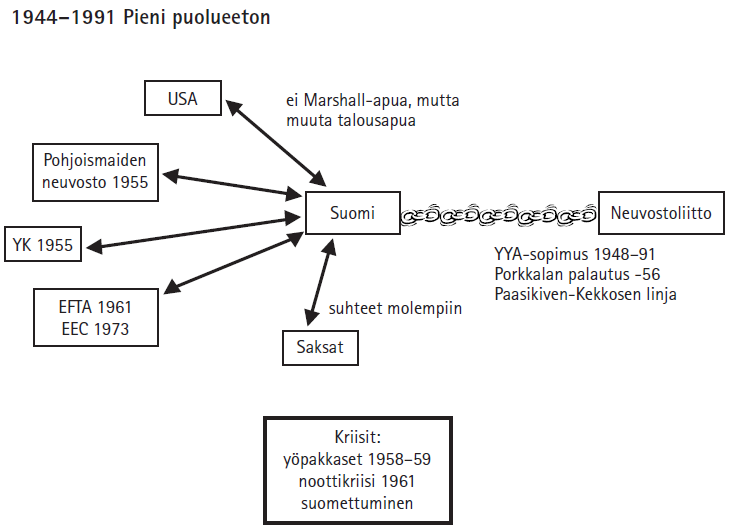 1944–1991 Pieni puolueeton
USA
ei Marshall-apua, mutta
muuta talousapua
Pohjoismaiden
neuvosto 1955
Suomi
Neuvostoliitto
YK 1955
YYA-sopimus 1948–91
Porkkalan palautus -56
Paasikiven-Kekkosen linja
EFTA 1961
EEC 1973
suhteet molempiin
Saksat
Kriisit:
yöpakkaset 1958–59
noottikriisi 1961
suomettuminen